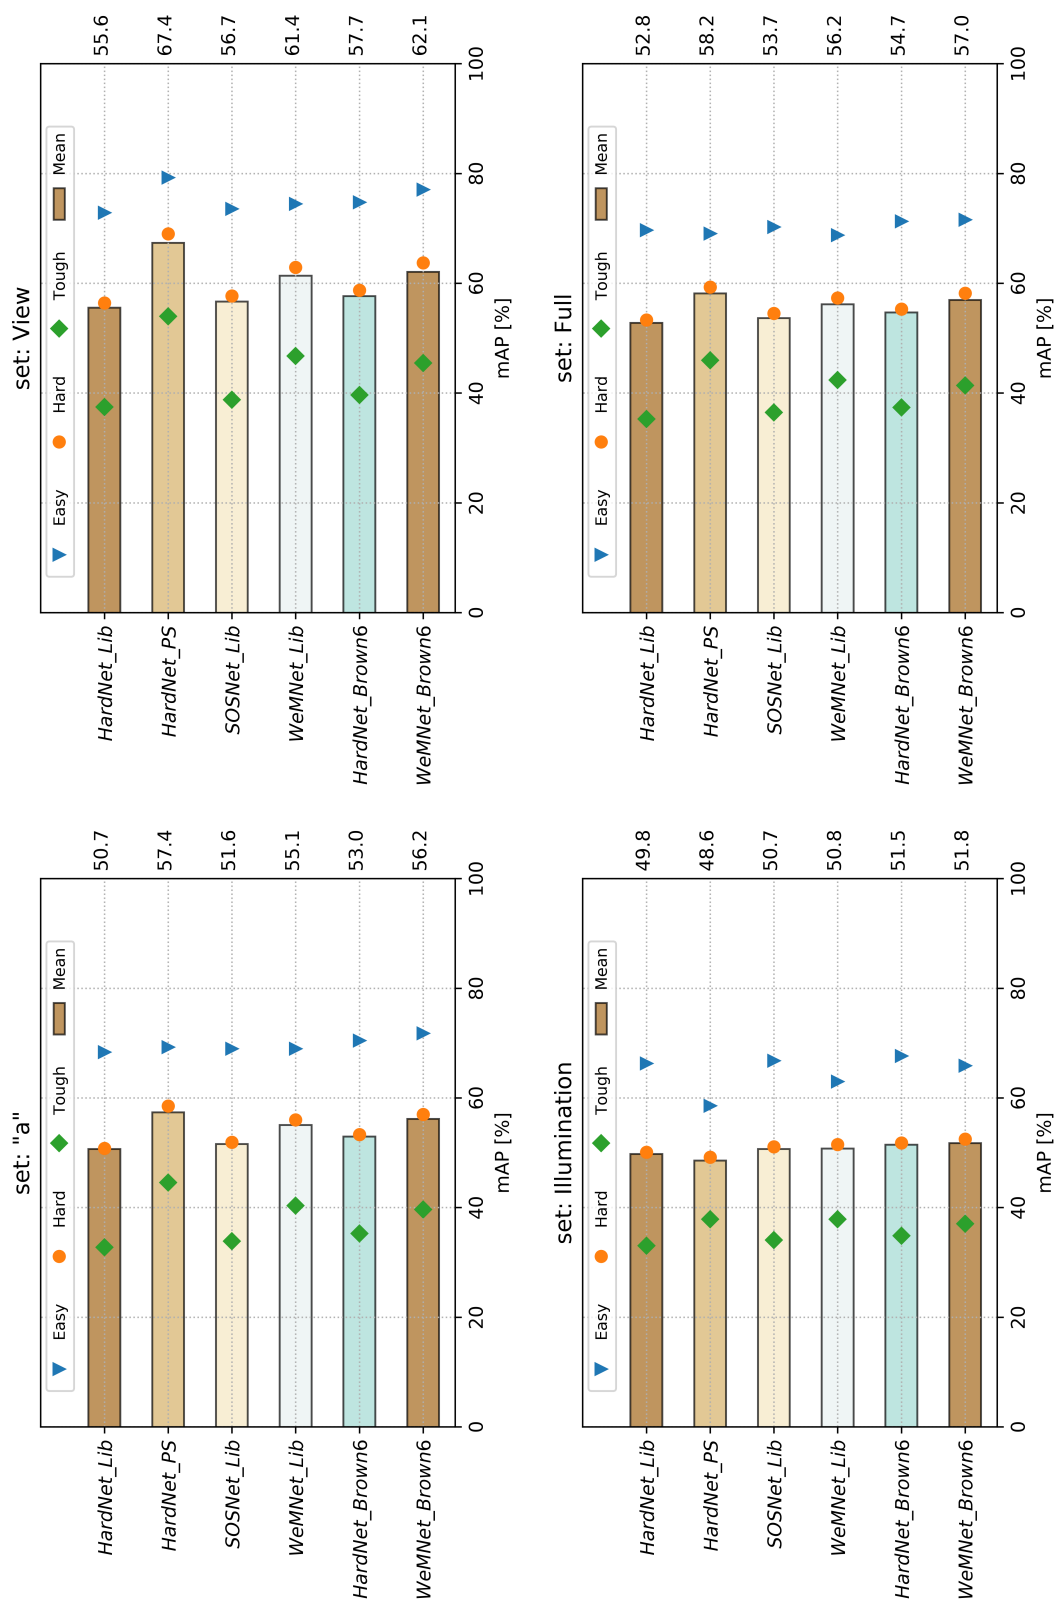 set: "a"
Easy Hard Tough Mean
HardNet_Lib 50.7
HardNet_PS 57.4
SOSNet_Lib 51.6
WeMNet_Lib 55.1
HardNet_Brown6 53.0
WeMNet_Brown6 56.2
0 20 40 60 80 100
mAP [%]
set: View
Easy Hard Tough Mean
HardNet_Lib 55.6
HardNet_PS 67.4
SOSNet_Lib 56.7
WeMNet_Lib 61.4
HardNet_Brown6 57.7
WeMNet_Brown6 62.1
0 20 40 60 80 100
mAP [%]
set: Illumination
Easy Hard Tough Mean
HardNet_Lib 49.8
HardNet_PS 48.6
SOSNet_Lib 50.7
WeMNet_Lib 50.8
HardNet_Brown6 51.5
WeMNet_Brown6 51.8
0 20 40 60 80 100
mAP [%]
set: Full
Easy Hard Tough Mean
HardNet_Lib 52.8
HardNet_PS 58.2
SOSNet_Lib 53.7
WeMNet_Lib 56.2
HardNet_Brown6 54.7
WeMNet_Brown6 57.0
0 20 40 60 80 100
mAP [%]